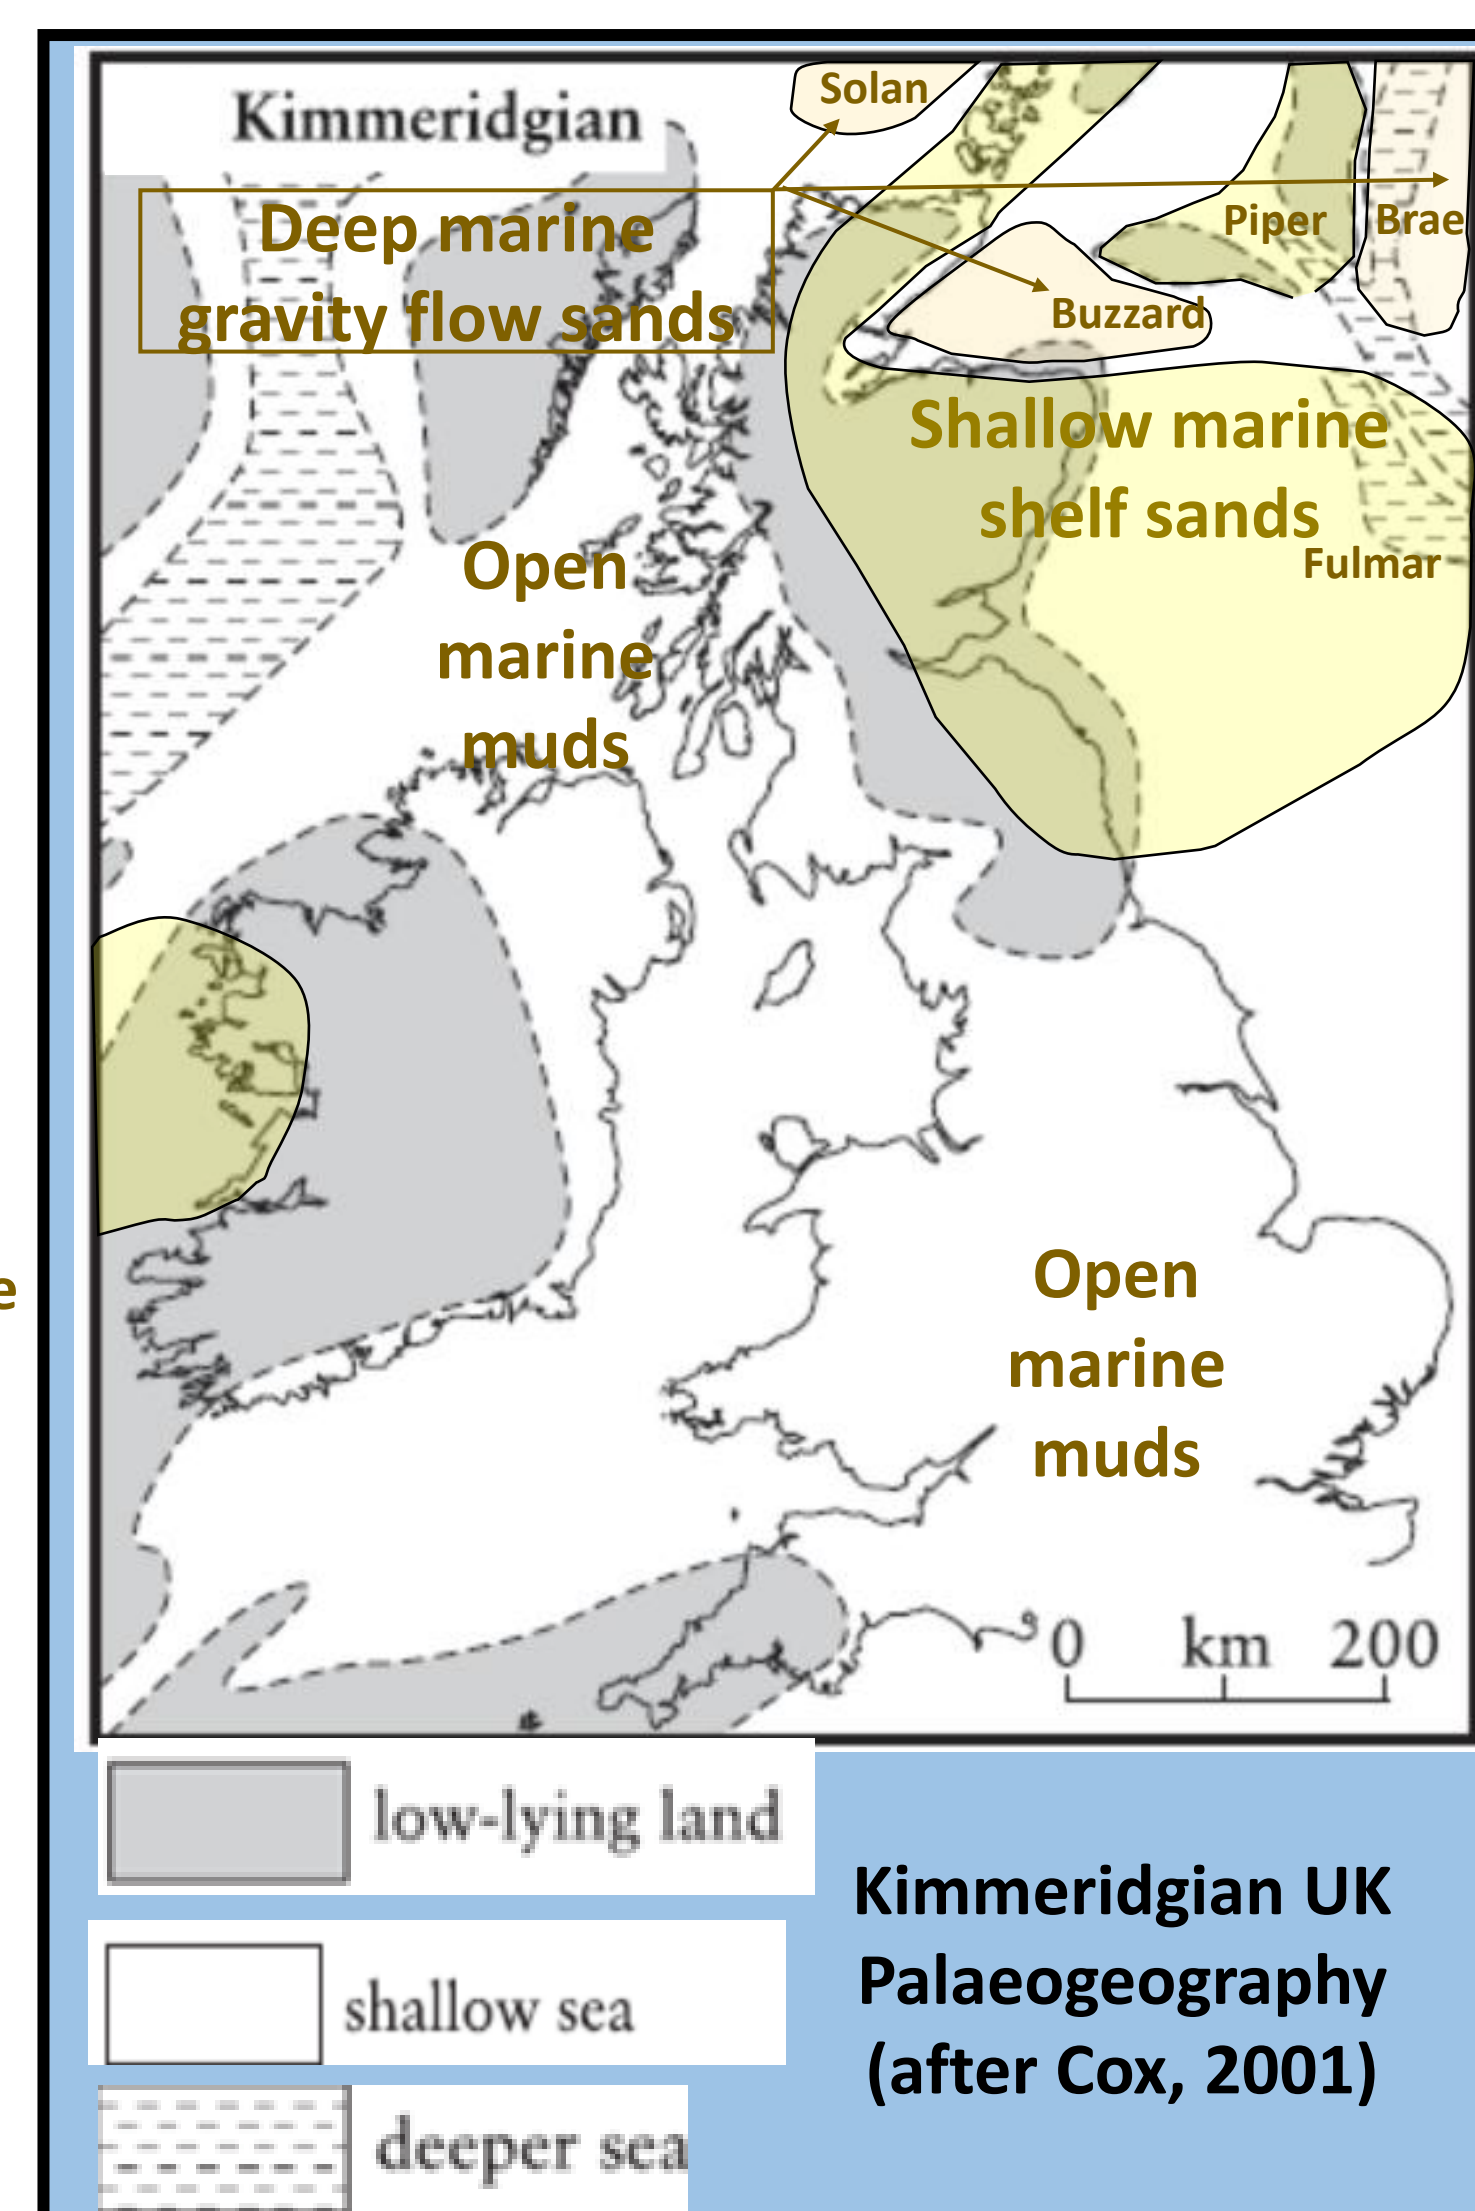 Kimmeridgian
Solan
Deep marine
gravity flow sands
Piper
Brae
Buzzard
Shallow marine
shelf sands
Fulmar
Open
marine
muds
e
Open
marine
muds
0 km 200
low-lying land
shallow sea
deeper sea
Kimmeridgian UK
Palaeogeography
(after Cox, 2001)